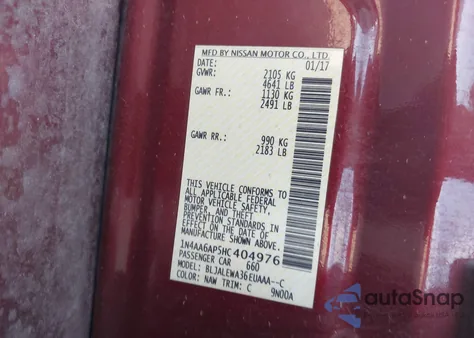 MFD BY NISSAN MOTOR CO., LTD.
DATE: 01/17
GVWR: 2105 KG
4641 LB
GAWR FR.: 1130 KG
2491 LB
GAWR RR.: 990 KG
2183 LB
THIS VEHICLE CONFORMS TO
ALL APPLICABLE FEDERAL
MOTOR VEHICLE SAFETY,
BUMPER, AND THEFT
PREVENTION STANDARDS IN
EFFECT ON THE DATE OF
MANUFACTURE SHOWN ABOVE.
1N4AA6AP5HC404976
PASSENGER CAR 660
MODEL: BLJALEWA36EUAAA--C
COLOR: NAW TRIM: C 9N00A
autaSnap